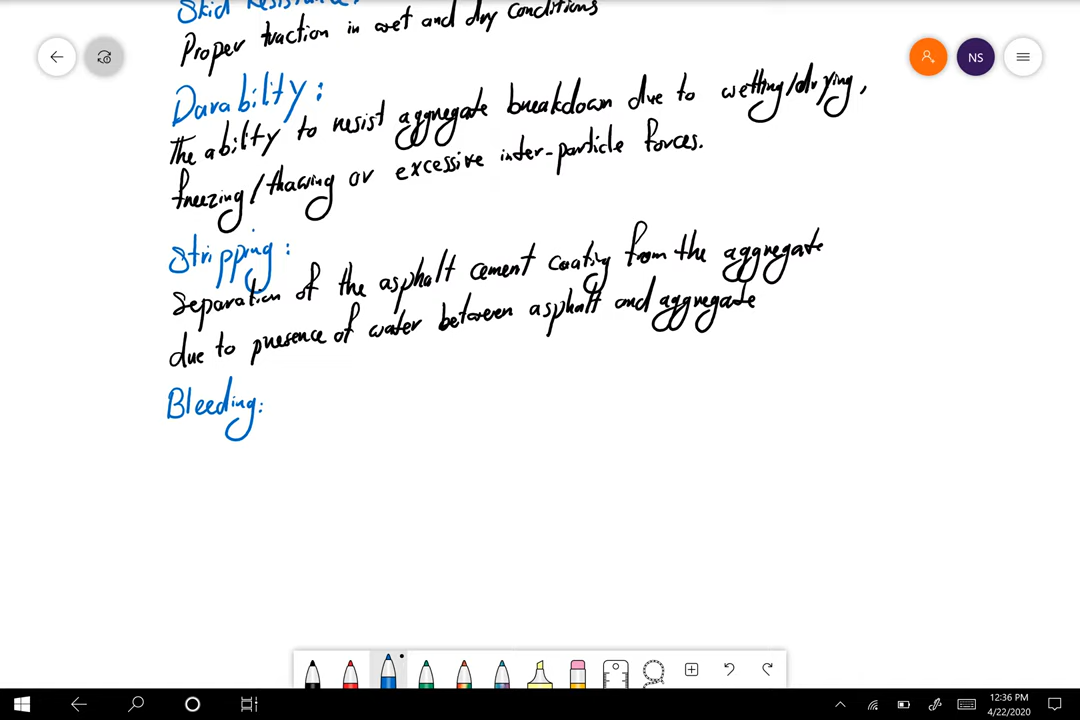 Skid Resistance:
Proper traction in wet and dry conditions
NS
Durability:
The ability to resist aggregate breakdown due to wetting/drying,
freezing/thawing or excessive inter-particle forces.
Stripping:
Separation of the asphalt cement coating from the aggregate
due to presence of water between asphalt and aggregate
Bleeding:
12:36 PM
4/22/2020